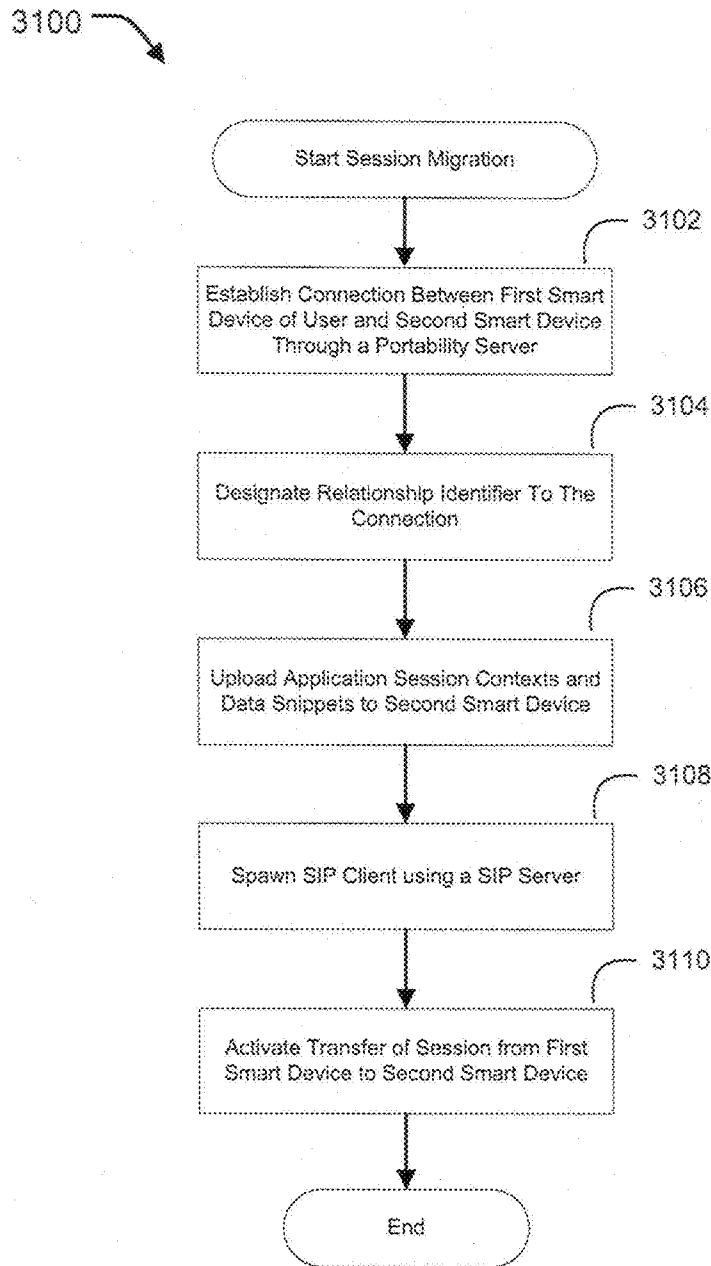 3100
Start Session Migration
3102
Establish Connection Between First Smart
Device of User and Second Smart Device
Through a Portability Server
3104
Designate Relationship Identifier To The
Connection
3106
Upload Application Session Contexts and
Data Snippets to Second Smart Device
3108
Spawn SIP Client using a SIP Server
3110
Activate Transfer of Session from First
Smart Device to Second Smart Device
End